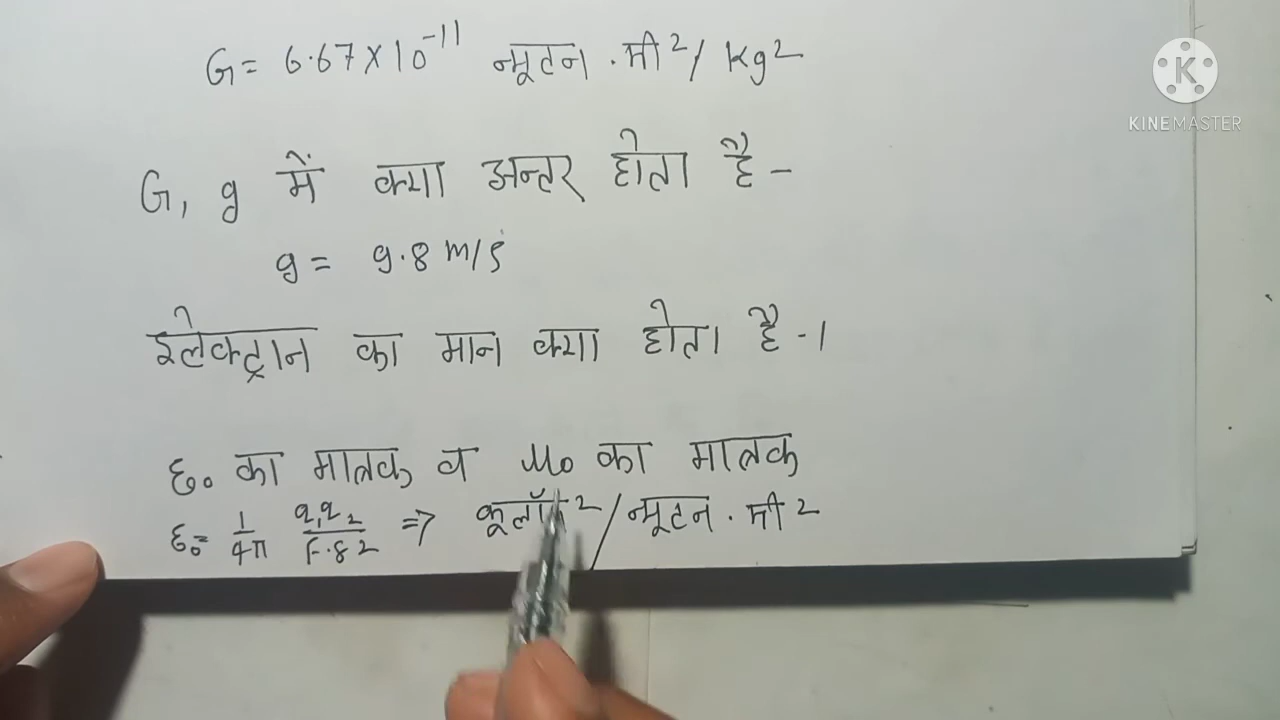 G = 6.67 × 10⁻¹¹ न्यूटन . मी² / kg²
KINEMASTER
G, g में क्या अन्तर होता है -
g = 9.8 m/s
इलेक्ट्रान का मान क्या होता है - ।
ε₀ का मात्रक व μ₀ का मात्रक
ε₀ = 1/4π q₁q₂/F.r² ⇒ कूलॉम² / न्यूटन . मी²